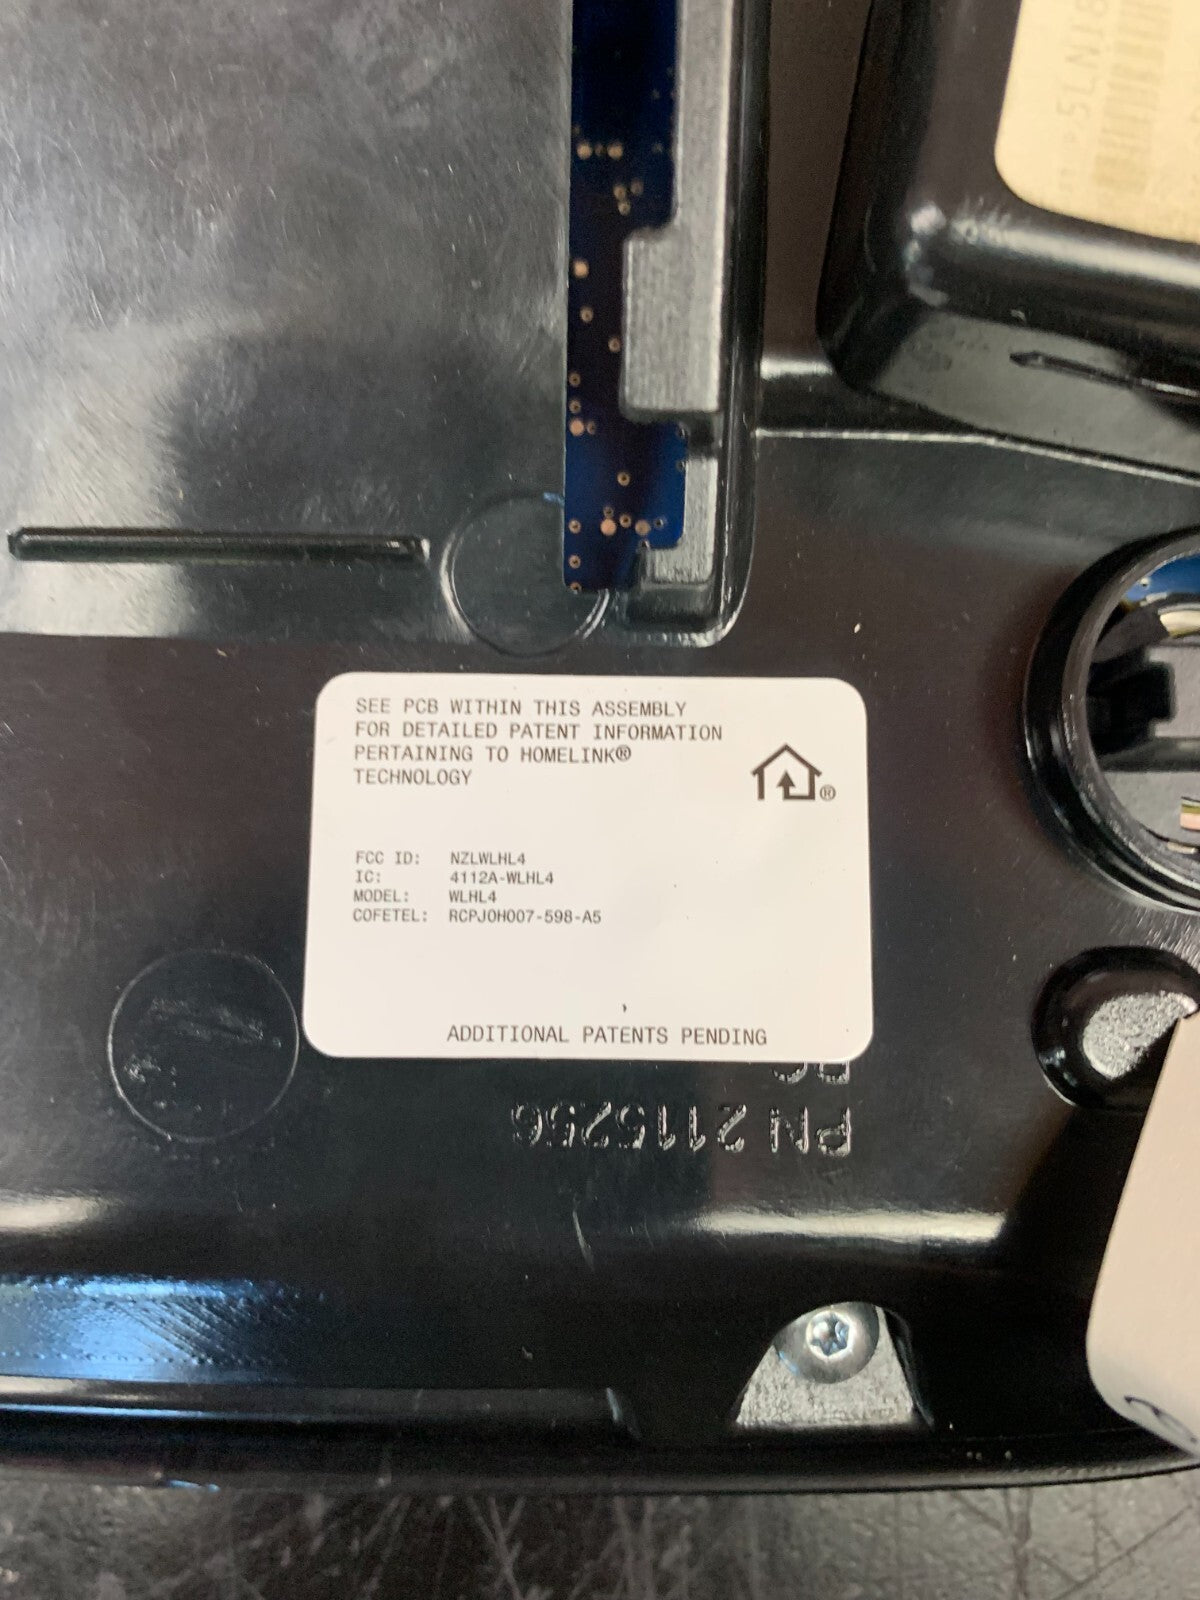 SEE PCB WITHIN THIS ASSEMBLY
FOR DETAILED PATENT INFORMATION
PERTAINING TO HOMELINK®
TECHNOLOGY
®
FCC ID: NZLWLHL4
IC: 4112A-WLHL4
MODEL: WLHL4
COFETEL: RCPJOH007-598-A5
ADDITIONAL PATENTS PENDING
PN 2115256